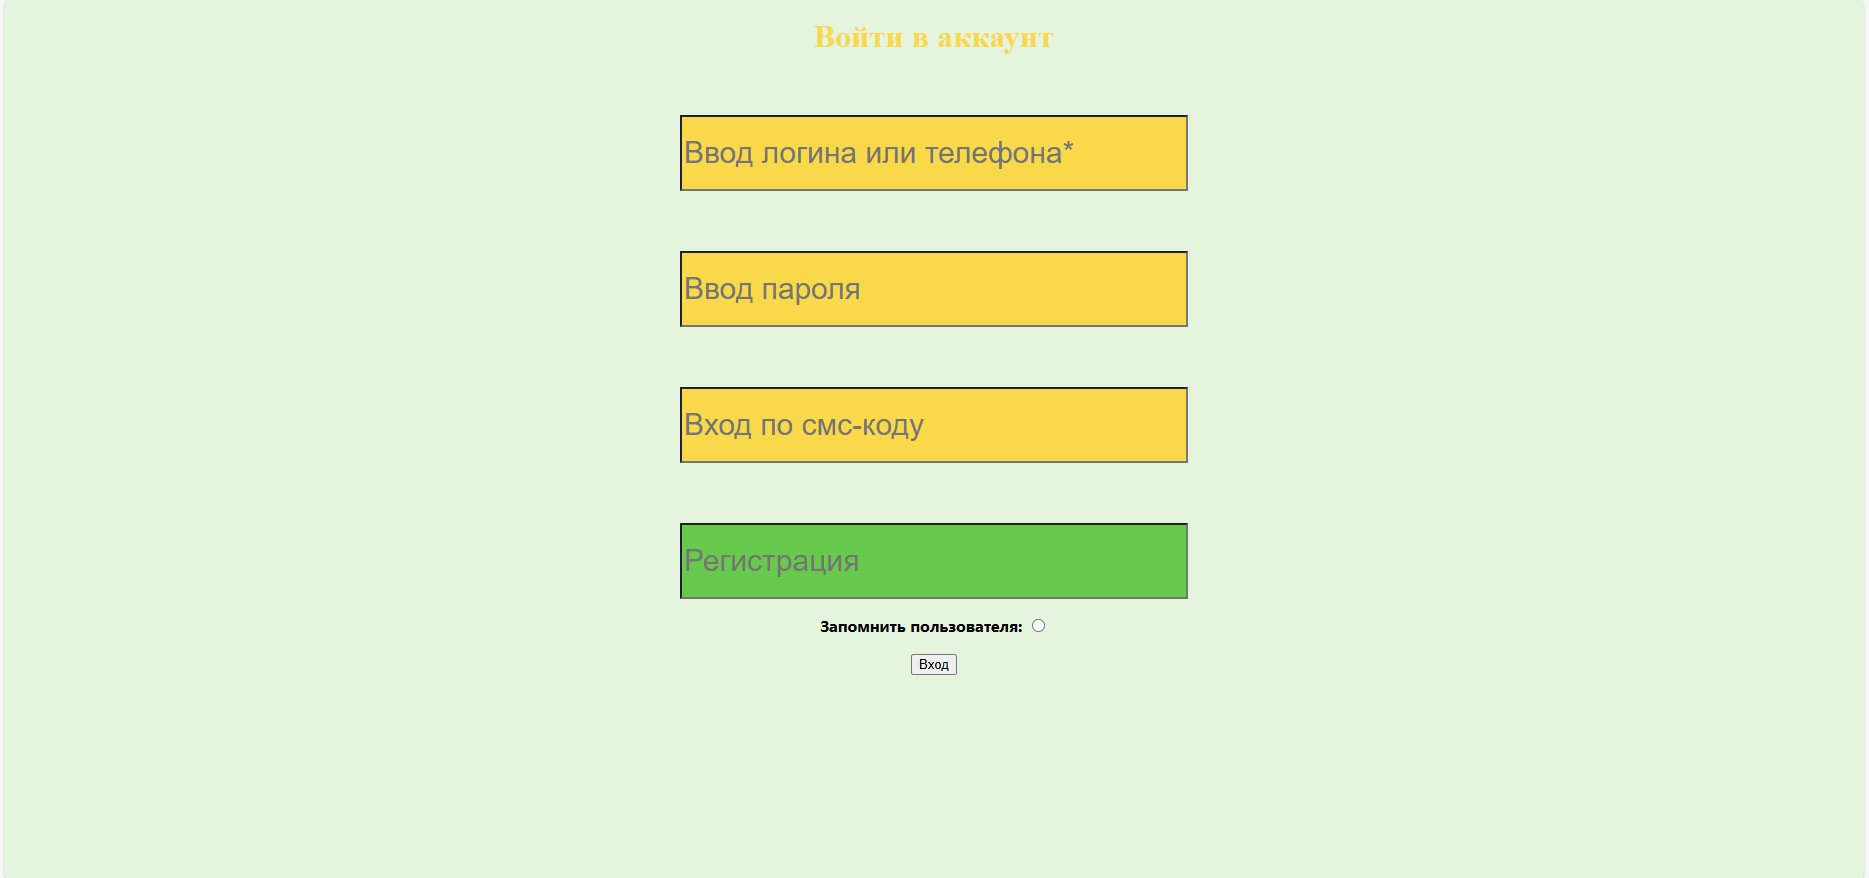 Войти в аккаунт
Ввод логина или телефона*
Ввод пароля
Вход по смс-коду
Регистрация
Запомнить пользователя:
Вход